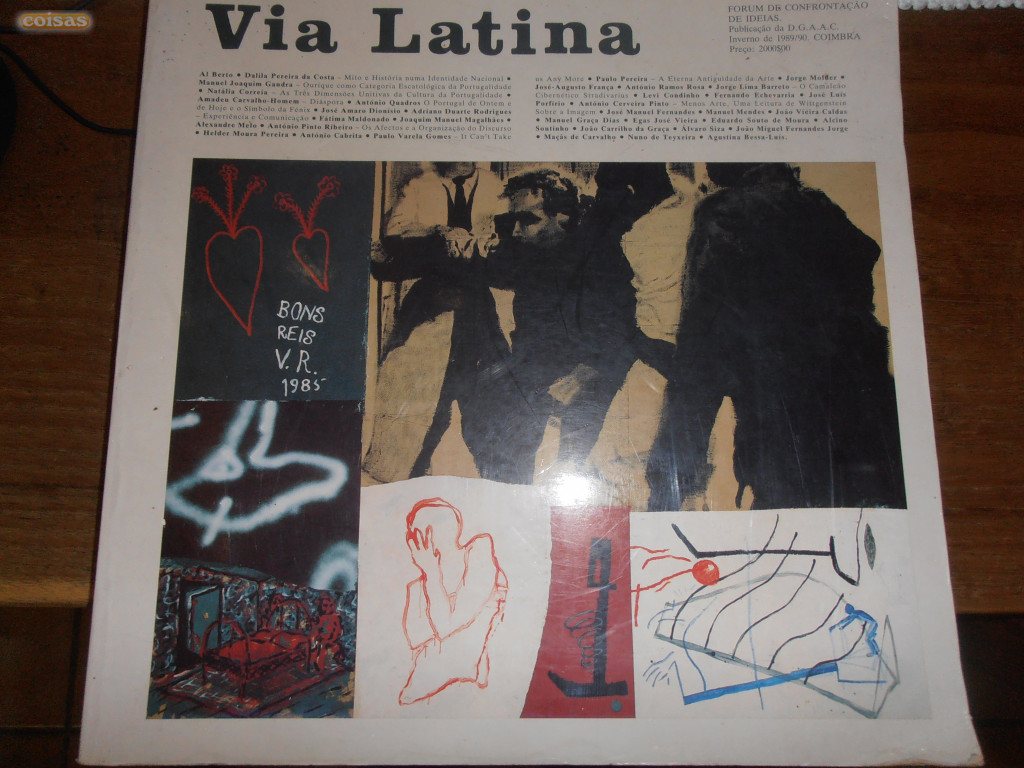 coisas
Via Latina
FORUM DE CONFRONTAÇÃO
DE IDEIAS.
Publicação da D.G.A.A.C.
Inverno de 1989/90. COIMBRA
Preço: 2000$00
Al Berto • Dalila Pereira da Costa – Mito e História numa Identidade Nacional •
Manuel Joaquim Gandra – Ourique como Categoria Escatológica da Portugalidade
• Natália Correia – As Três Dimensões Unitivas da Cultura da Portugalidade •
Amadeu Carvalho-Homem – Diáspora • António Quadros O Portugal de Ontem e
de Hoje e o Símbolo da Fénix • José Amaro Dionísio • Adriano Duarte Rodrigues
– Experiência e Comunicação • Fátima Maldonado • Joaquim Manuel Magalhães •
Alexandre Melo • António Pinto Ribeiro – Os Afectos e a Organização do Discurso
• Helder Moura Pereira • António Cabrita • Paulo Varela Gomes – It Can't Take
us Any More • Paulo Pereira – A Eterna Antiguidade da Arte • Jorge Molder •
José-Augusto França • António Ramos Rosa • Jorge Lima Barreto – O Camaleão
Cibernético Stradivarius • Levi Condinho • Fernando Echevarria • José Luis
Porfírio • António Cerveira Pinto – Menos Arte, Uma Leitura de Wittgenstein
Sobre a Imagem • José Manuel Fernandes • Manuel Mendes • João Vieira Caldas
• Manuel Graça Dias • Egas José Vieira • Eduardo Souto de Moura • Alcino
Soutinho • João Carrilho da Graça • Álvaro Siza • João Miguel Fernandes Jorge
• Maçãs de Carvalho • Nuno de Teyxeira • Agustina Bessa-Luís.
BONS
REIS
V.R.
1985